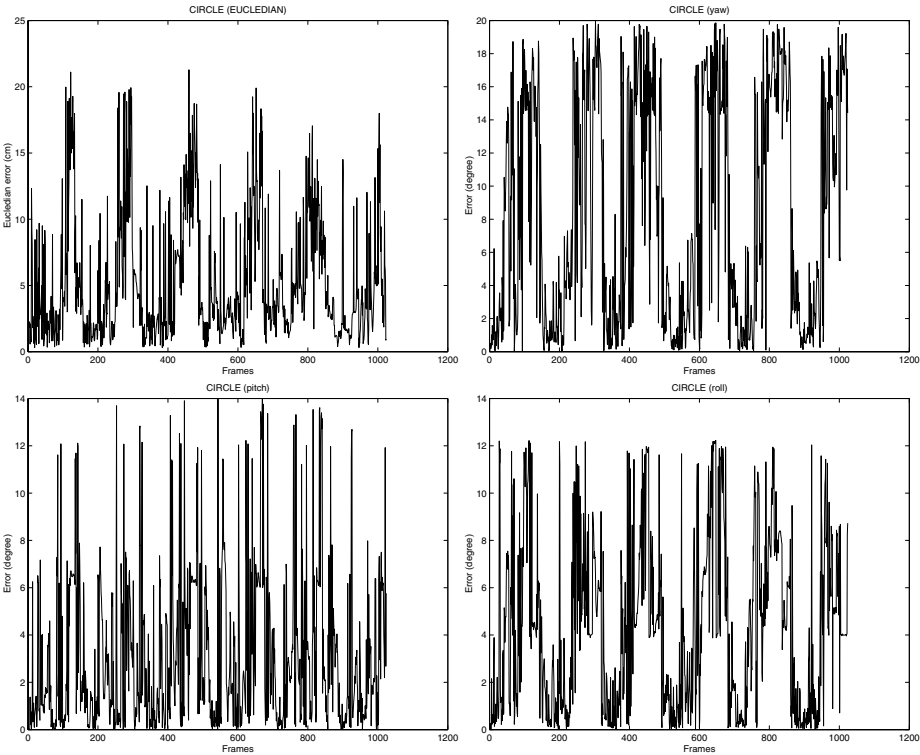 CIRCLE (EUCLEDIAN)
25
20
15
10
5
0
Eucledian error (cm)
0 200 400 600 800 1000 1200
Frames
CIRCLE (yaw)
20
18
16
14
12
10
8
6
4
2
0
Error (degree)
0 200 400 600 800 1000 1200
Frames
CIRCLE (pitch)
14
12
10
8
6
4
2
0
Error (degree)
0 200 400 600 800 1000 1200
Frames
CIRCLE (roll)
14
12
10
8
6
4
2
0
Error (degree)
0 200 400 600 800 1000 1200
Frames